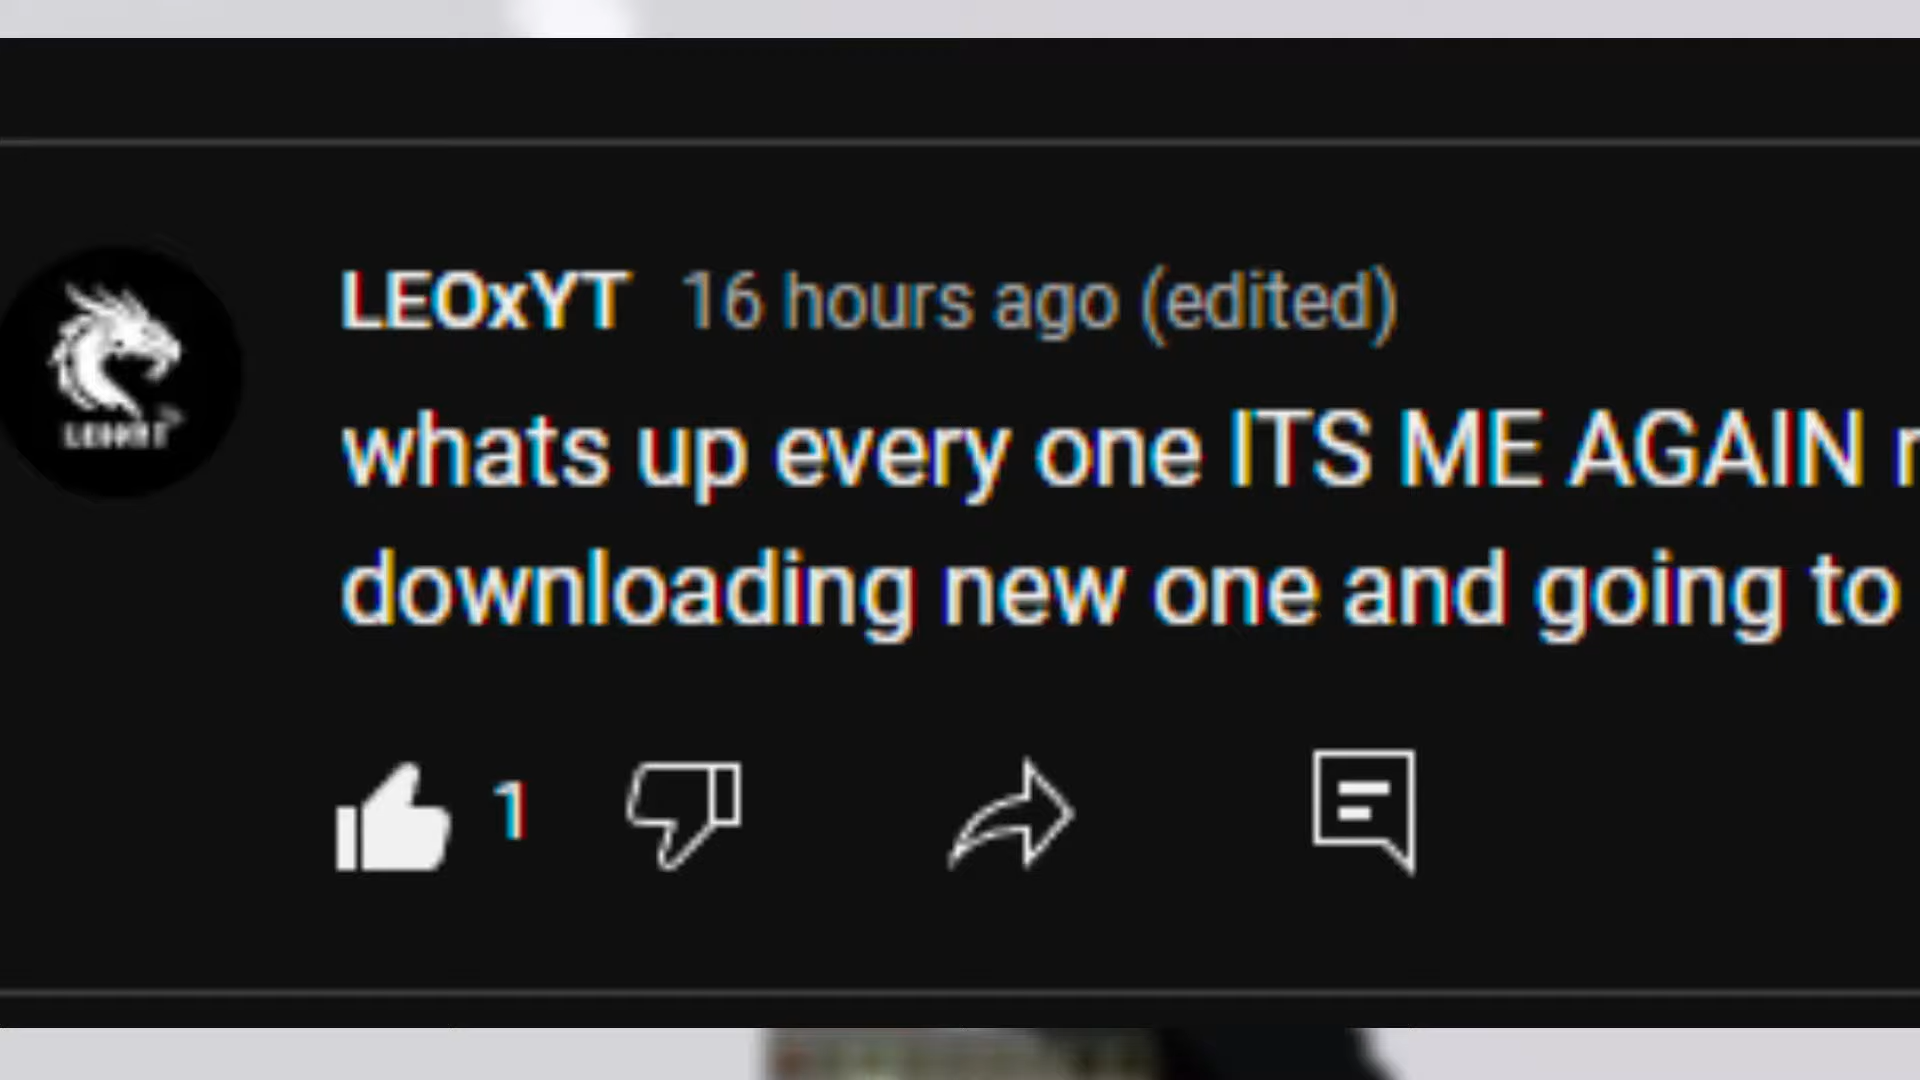 LEOxYT 16 hours ago (edited)
whats up every one ITS ME AGAIN
downloading new one and going to
1
LEOXYT